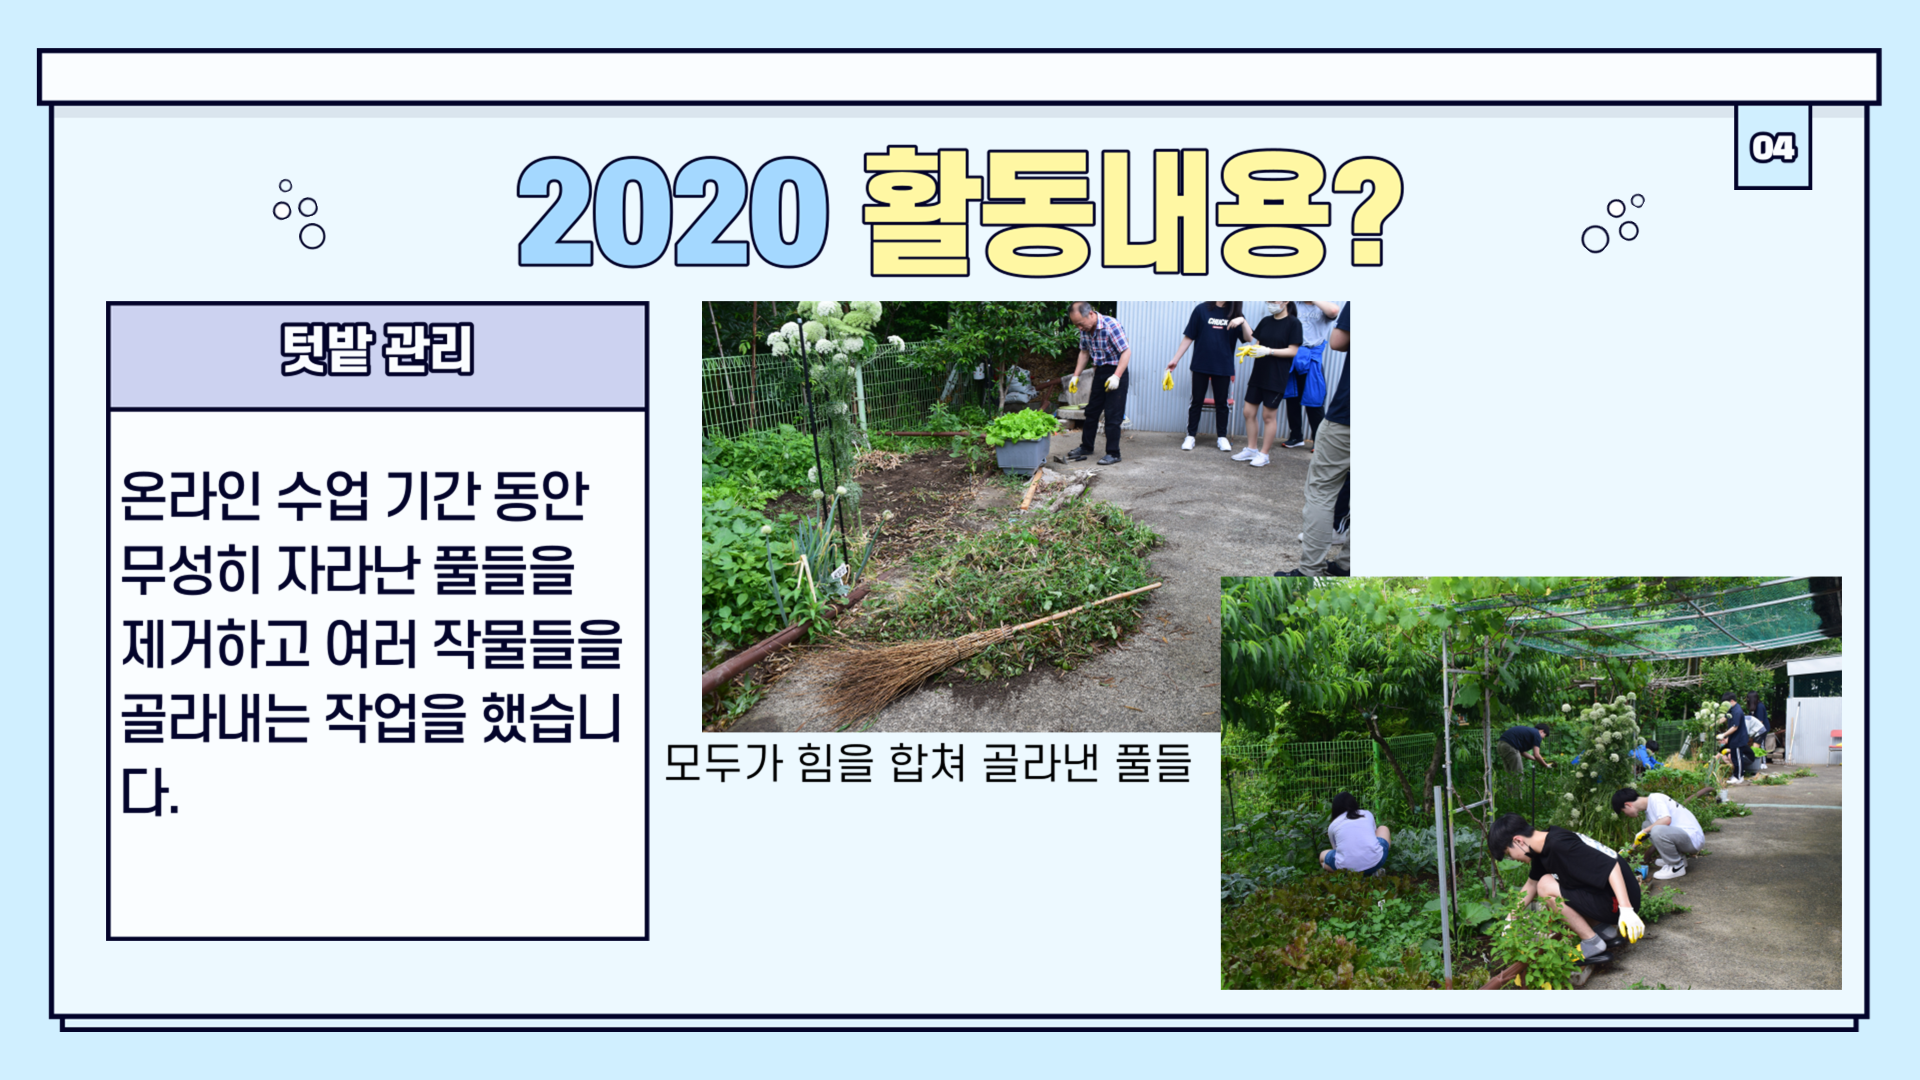 04
2020 활동내용?
텃밭 관리
온라인 수업 기간 동안
무성히 자라난 풀들을
제거하고 여러 작물들을
골라내는 작업을 했습니
다.
CHUCK
모두가 힘을 합쳐 골라낸 풀들